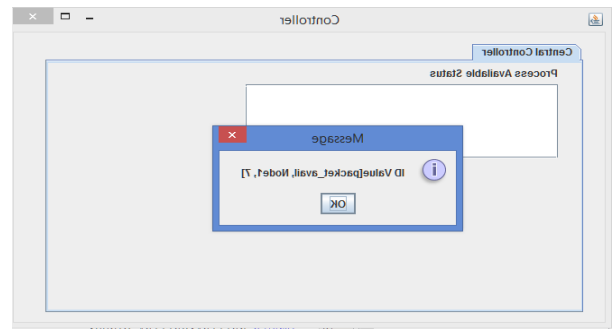 Controller
Central Controller
Process Available Status
Message
ID Value[packet_avail, Node1, 7]
OK